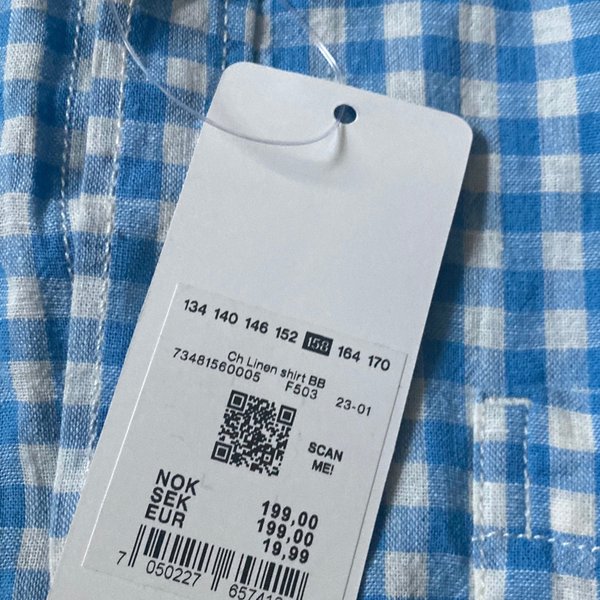 134 140 146 152 158 164 170
Ch Linen shirt BB
73481560005 F503 23-01
SCAN
ME!
NOK 199,00
SEK 199,00
EUR 19,99
7 050227